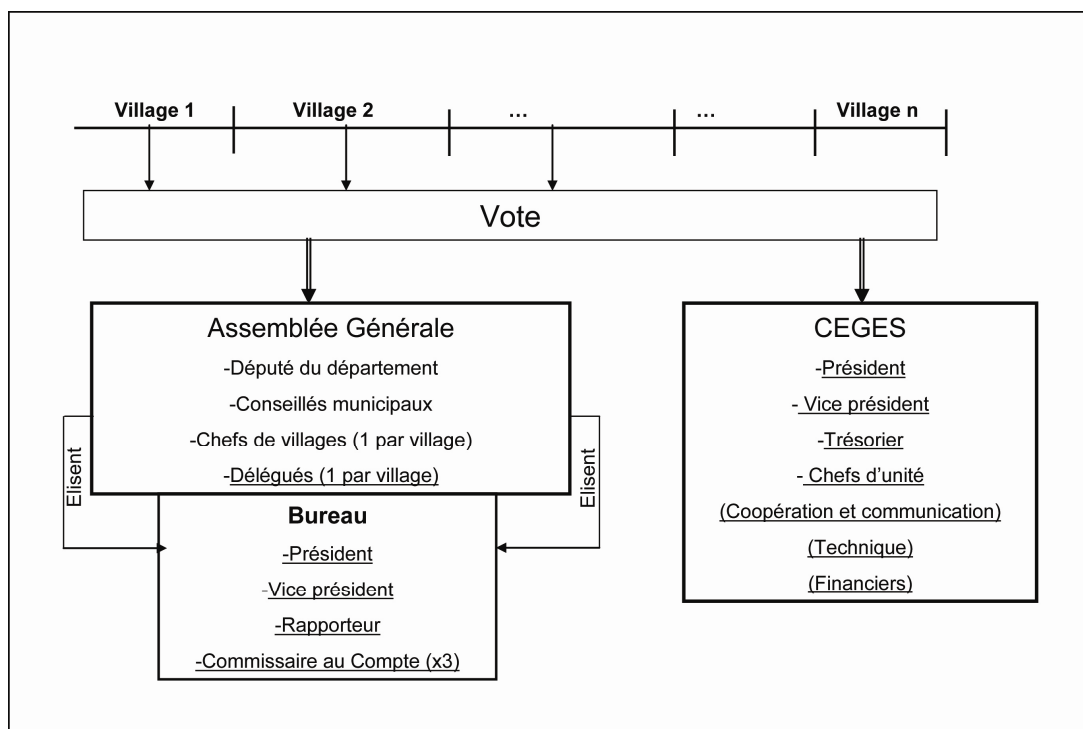 Village 1
Village 2
...
...
Village n
Vote
Assemblée Générale
-Député du département
-Conseillés municipaux
-Chefs de villages (1 par village)
-Délégués (1 par village)
Elisent
Elisent
Bureau
-Président
-Vice président
-Rapporteur
-Commissaire au Compte (x3)
CEGES
-Président
- Vice président
-Trésorier
- Chefs d’unité
(Coopération et communication)
(Technique)
(Financiers)